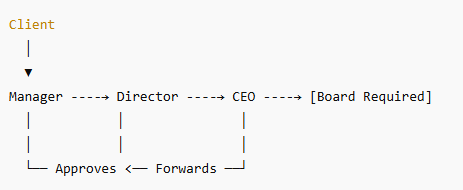 Client
Manager ----→ Director ----→ CEO ----→ [Board Required]
Approves <── Forwards